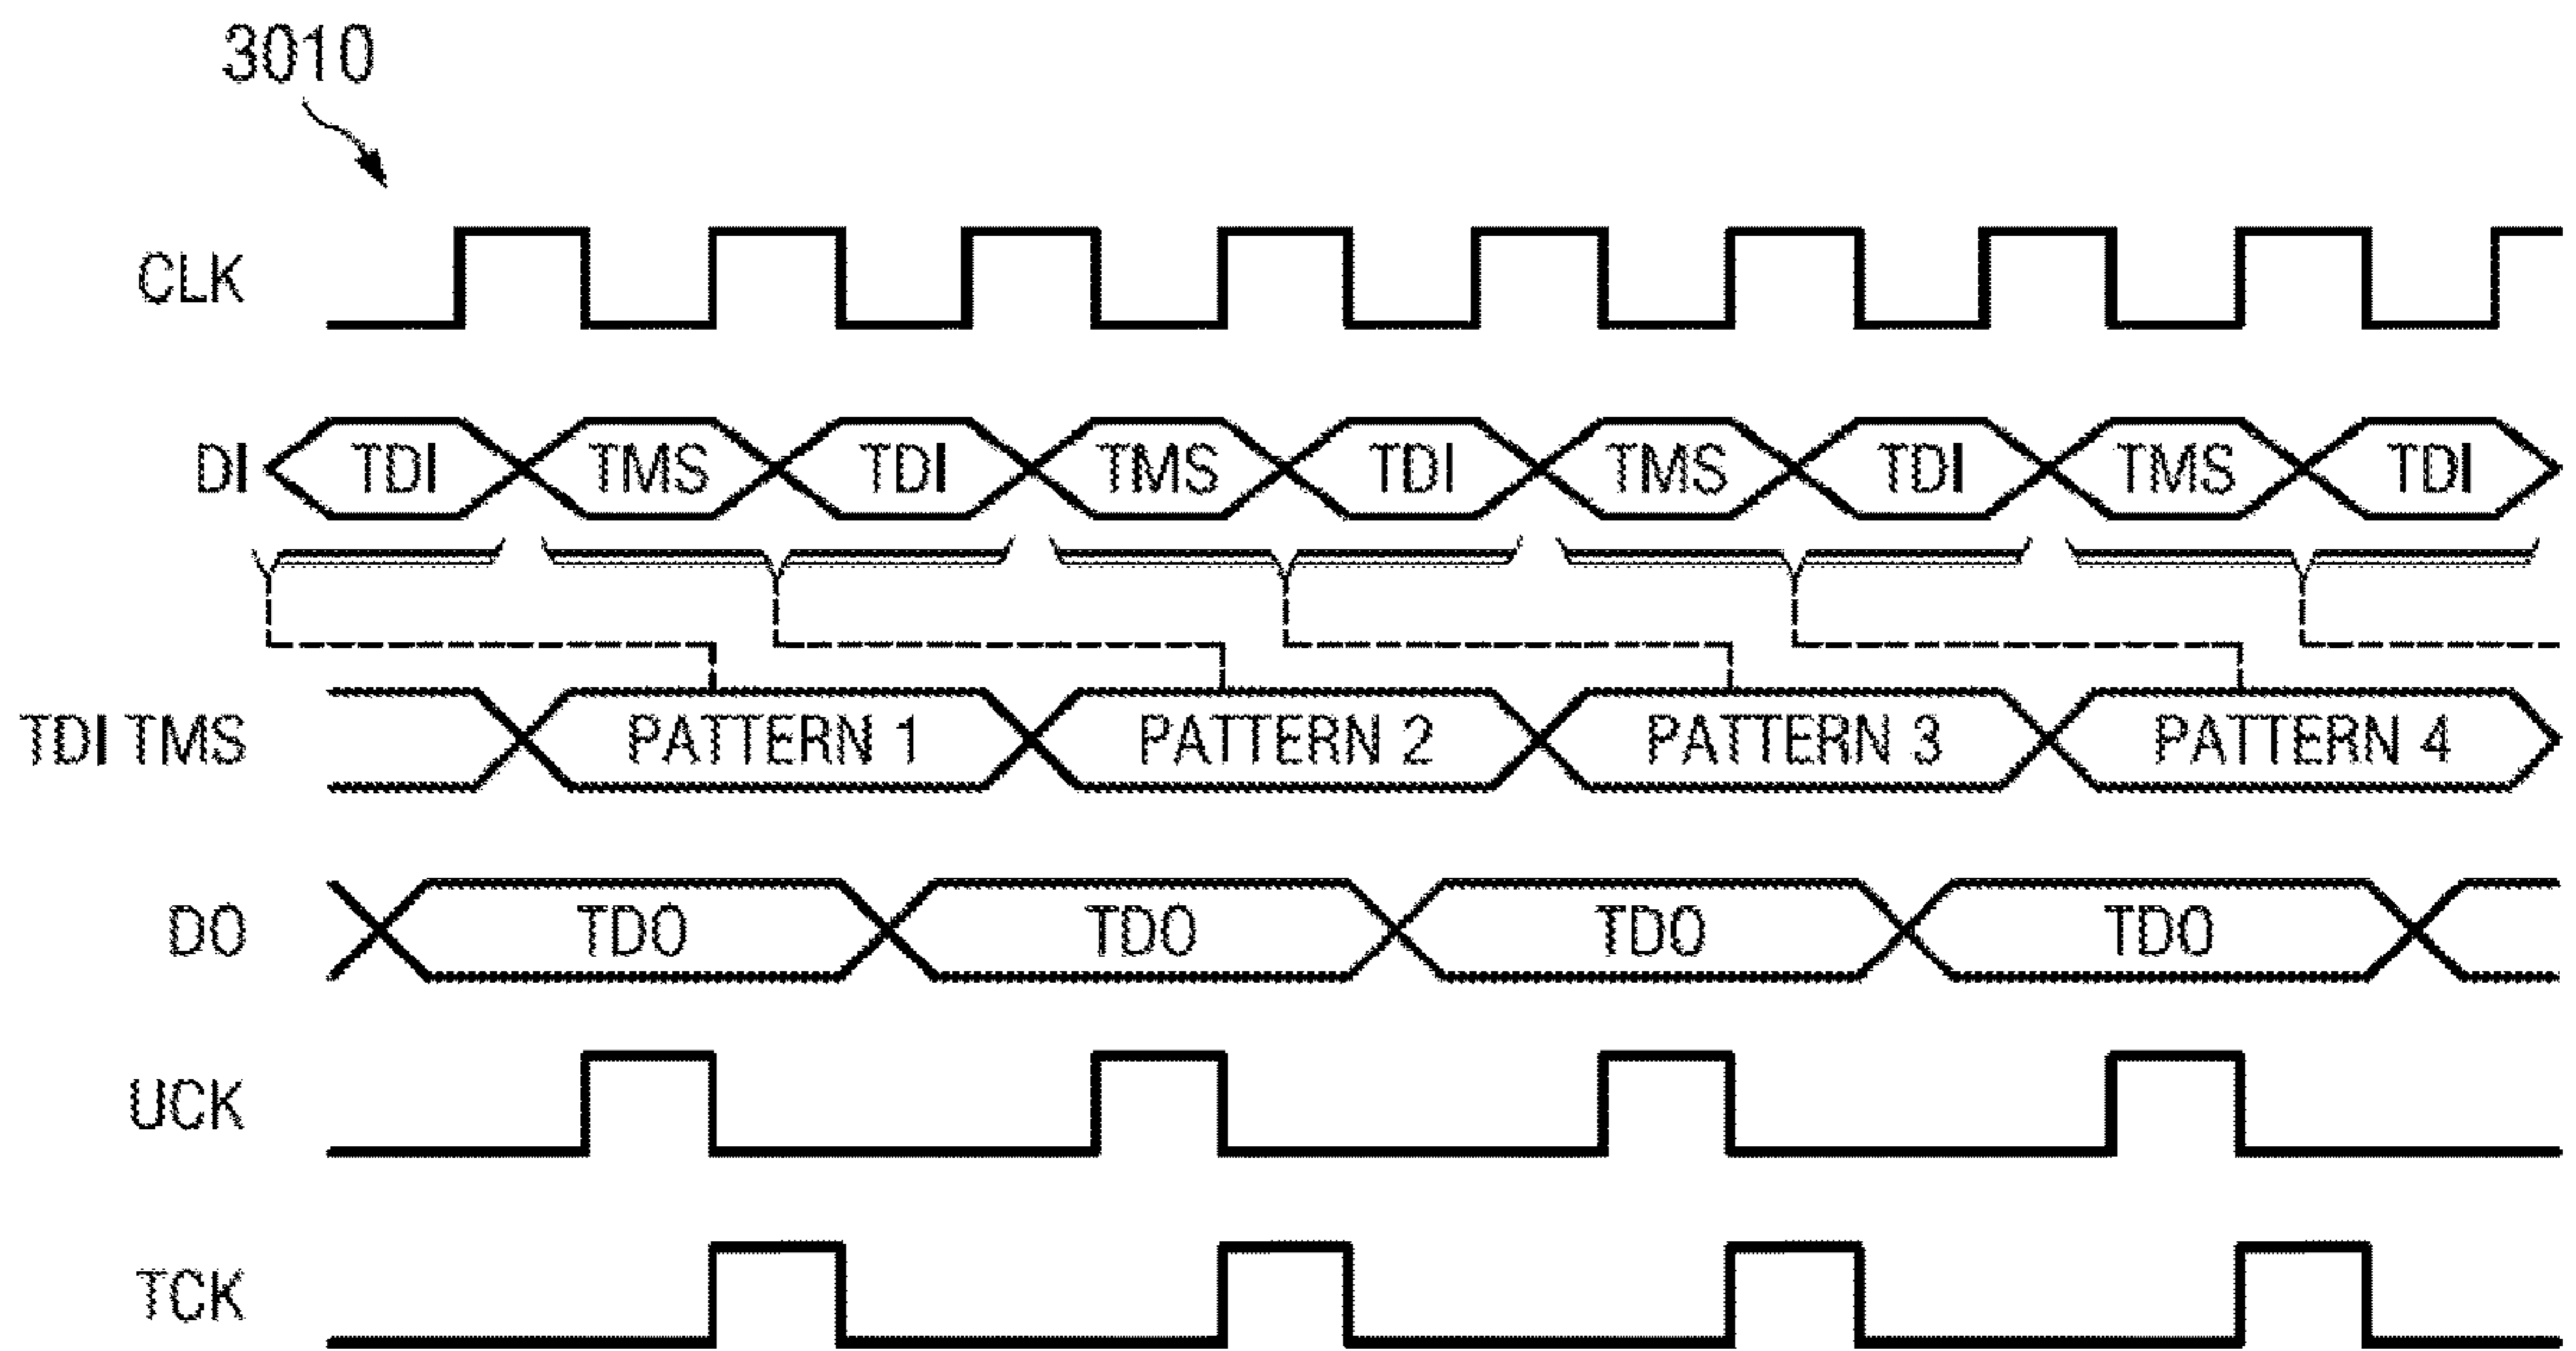 3010
CLK
DI TDI TMS TDI TMS TDI TMS TDI TMS TDI
TDI TMS PATTERN 1 PATTERN 2 PATTERN 3 PATTERN 4
DO TDO TDO TDO TDO
UCK
TCK